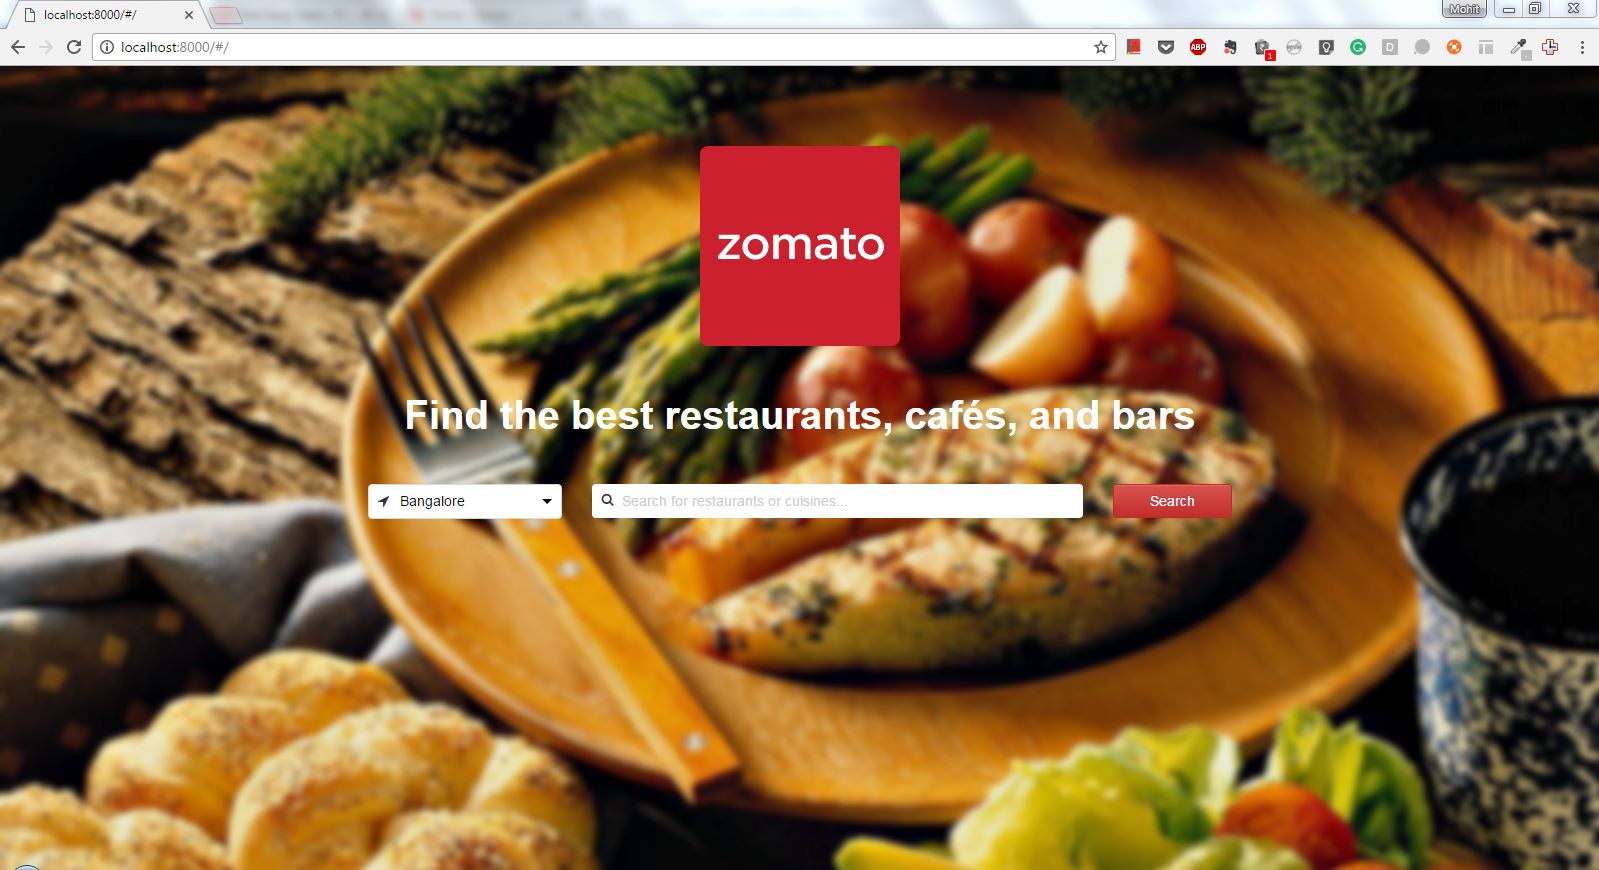 localhost:8000/#/
Mohit
localhost:8000/#/
ABP
1
D
zomato
Find the best restaurants, cafés, and bars
Bangalore
Search for restaurants or cuisines...
Search